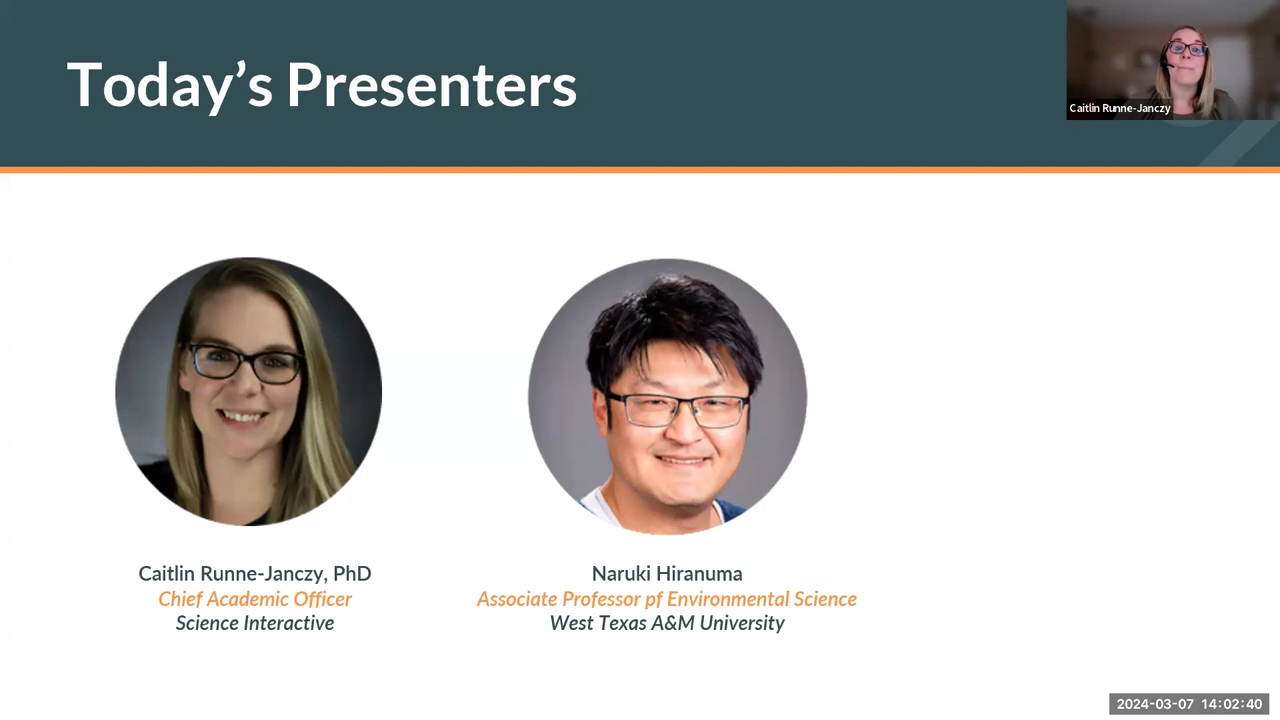 Today’s Presenters
Caitlin Runne-Janczy
Caitlin Runne-Janczy, PhD
Chief Academic Officer
Science Interactive
Naruki Hiranuma
Associate Professor pf Environmental Science
West Texas A&M University
2024-03-07 14:02:40